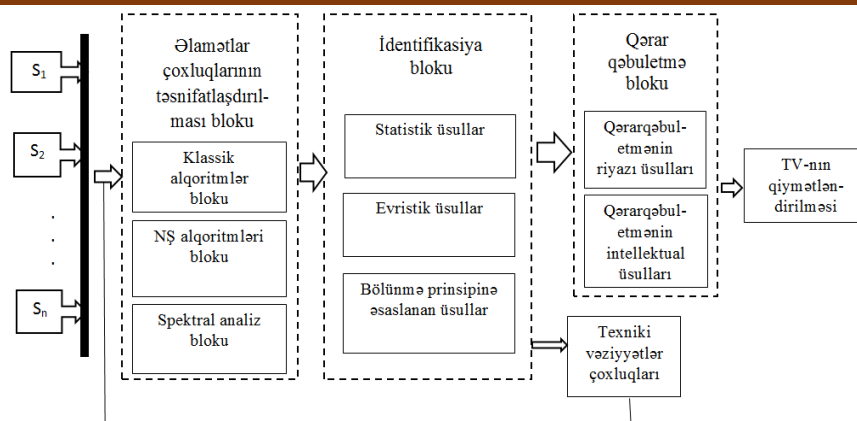 S1
S2
.
.
.
Sn
Əlamətlər
çoxluqlarının
təsnifatlaşdırıl-
ması bloku
Klassik
alqoritmlər
bloku
NŞ alqoritmləri
bloku
Spektral analiz
bloku
İdentifikasiya
bloku
Statistik üsullar
Evristik üsullar
Bölünmə prinsipinə
əsaslanan üsullar
Qərar
qəbuletmə
bloku
Qərarqəbul-
etmənin
riyazı üsulları
Qərarqəbul-
etmənin
intellektual
üsulları
Texniki
vəziyyətlər
çoxluqları
TV-nın
qiymətlən-
dirilməsi